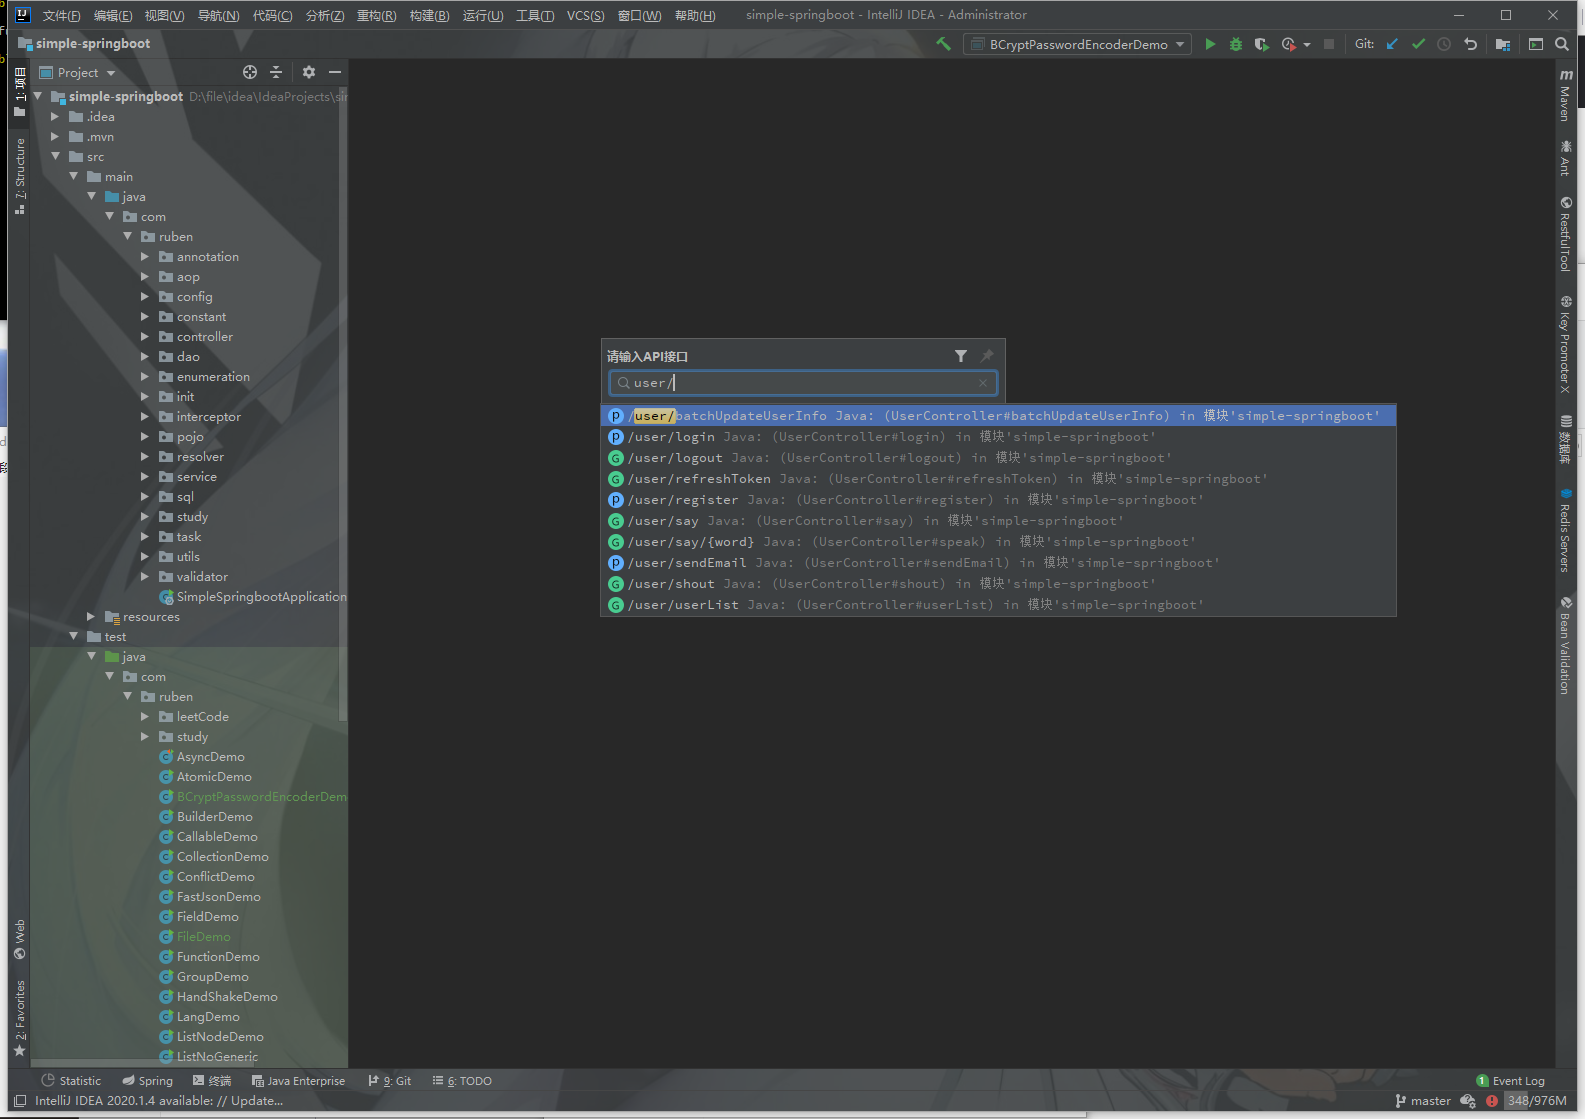 文件(F) 编辑(E) 视图(V) 导航(N) 代码(C) 分析(Z) 重构(R) 构建(B) 运行(U) 工具(T) VCS(S) 窗口(W) 帮助(H) simple-springboot - IntelliJ IDEA - Administrator
simple-springboot
BCryptPasswordEncoderDemo
Git:
Project
simple-springboot D:\file\idea\IdeaProjects\sir
.idea
.mvn
src
main
java
com
ruben
annotation
aop
config
constant
controller
dao
enumeration
init
interceptor
pojo
resolver
service
sql
study
task
utils
validator
SimpleSpringbootApplication
resources
test
java
com
ruben
leetCode
study
AsyncDemo
AtomicDemo
BCryptPasswordEncoderDem
BuilderDemo
CallableDemo
CollectionDemo
ConflictDemo
FastJsonDemo
FieldDemo
FileDemo
FunctionDemo
GroupDemo
HandShakeDemo
LangDemo
ListNodeDemo
ListNoGeneric
1: 项目
7: Structure
Web
2: Favorites
请输入API接口
user/
P /user/batchUpdateUserInfo Java: (UserController#batchUpdateUserInfo) in 模块'simple-springboot'
P /user/login Java: (UserController#login) in 模块'simple-springboot'
G /user/logout Java: (UserController#logout) in 模块'simple-springboot'
G /user/refreshToken Java: (UserController#refreshToken) in 模块'simple-springboot'
P /user/register Java: (UserController#register) in 模块'simple-springboot'
G /user/say Java: (UserController#say) in 模块'simple-springboot'
G /user/say/{word} Java: (UserController#speak) in 模块'simple-springboot'
P /user/sendEmail Java: (UserController#sendEmail) in 模块'simple-springboot'
G /user/shout Java: (UserController#shout) in 模块'simple-springboot'
G /user/userList Java: (UserController#userList) in 模块'simple-springboot'
Maven
Ant
RestfulTool
Key Promoter X
数据库
Redis Servers
Bean Validation
Statistic Spring 终端 Java Enterprise 9: Git 6: TODO
1 Event Log
IntelliJ IDEA 2020.1.4 available: // Update...
master 348/976M